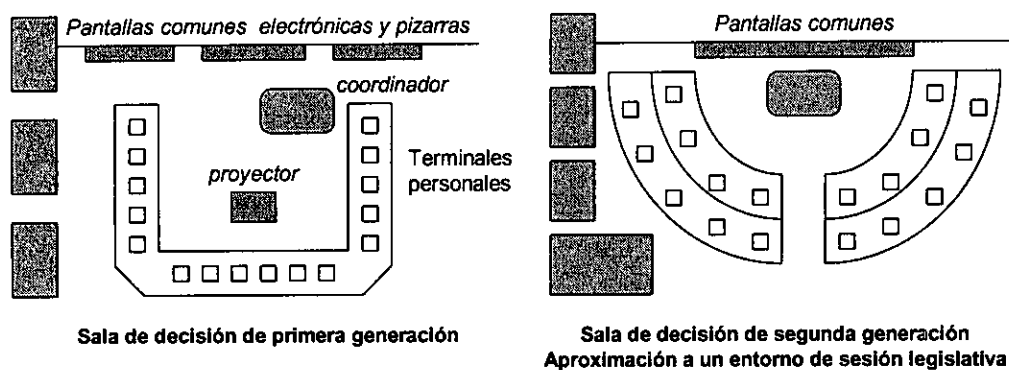 Pantallas comunes electrónicas y pizarras
coordinador
proyector
Terminales
personales
Sala de decisión de primera generación
Pantallas comunes
Sala de decisión de segunda generación
Aproximación a un entorno de sesión legislativa